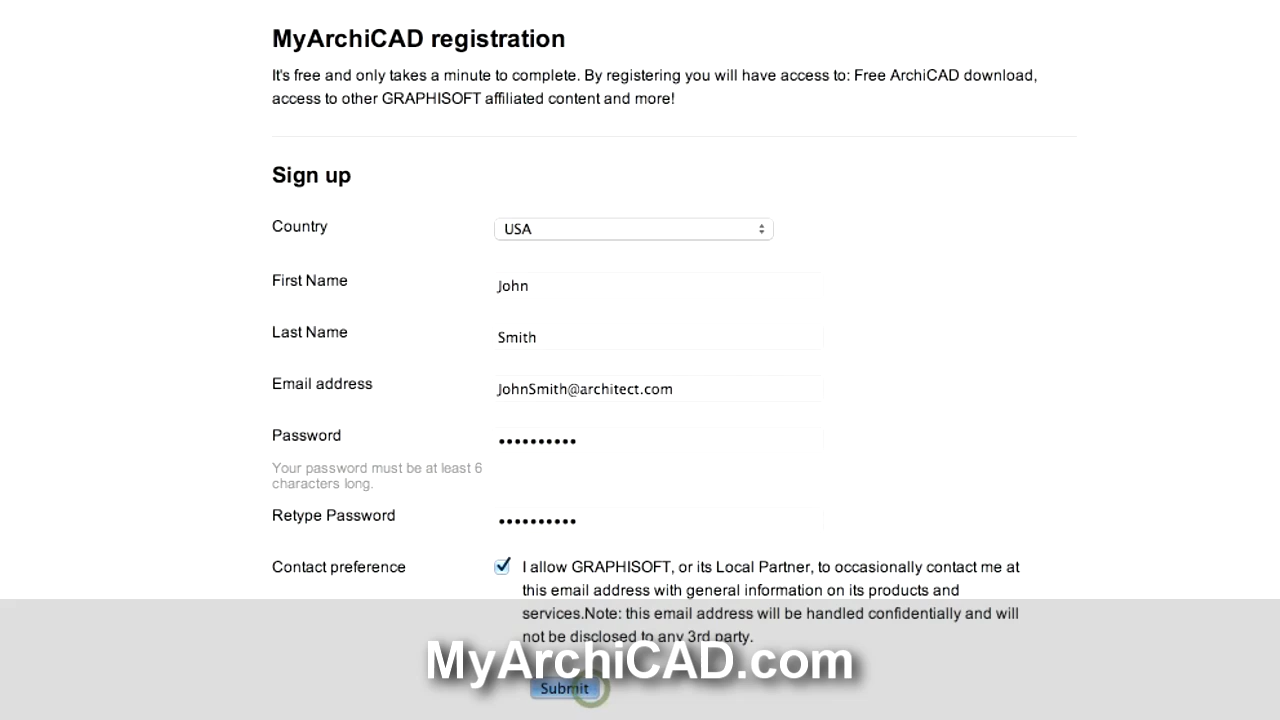 MyArchiCAD registration
It's free and only takes a minute to complete. By registering you will have access to: Free ArchiCAD download,
access to other GRAPHISOFT affiliated content and more!
Sign up
Country
USA
First Name
John
Last Name
Smith
Email address
JohnSmith@architect.com
Password
••••••••••
Your password must be at least 6
characters long.
Retype Password
••••••••••
Contact preference
I allow GRAPHISOFT, or its Local Partner, to occasionally contact me at
this email address with general information on its products and
services.Note: this email address will be handled confidentially and will
not be disclosed to any 3rd party.
MyArchiCAD.com
Submit